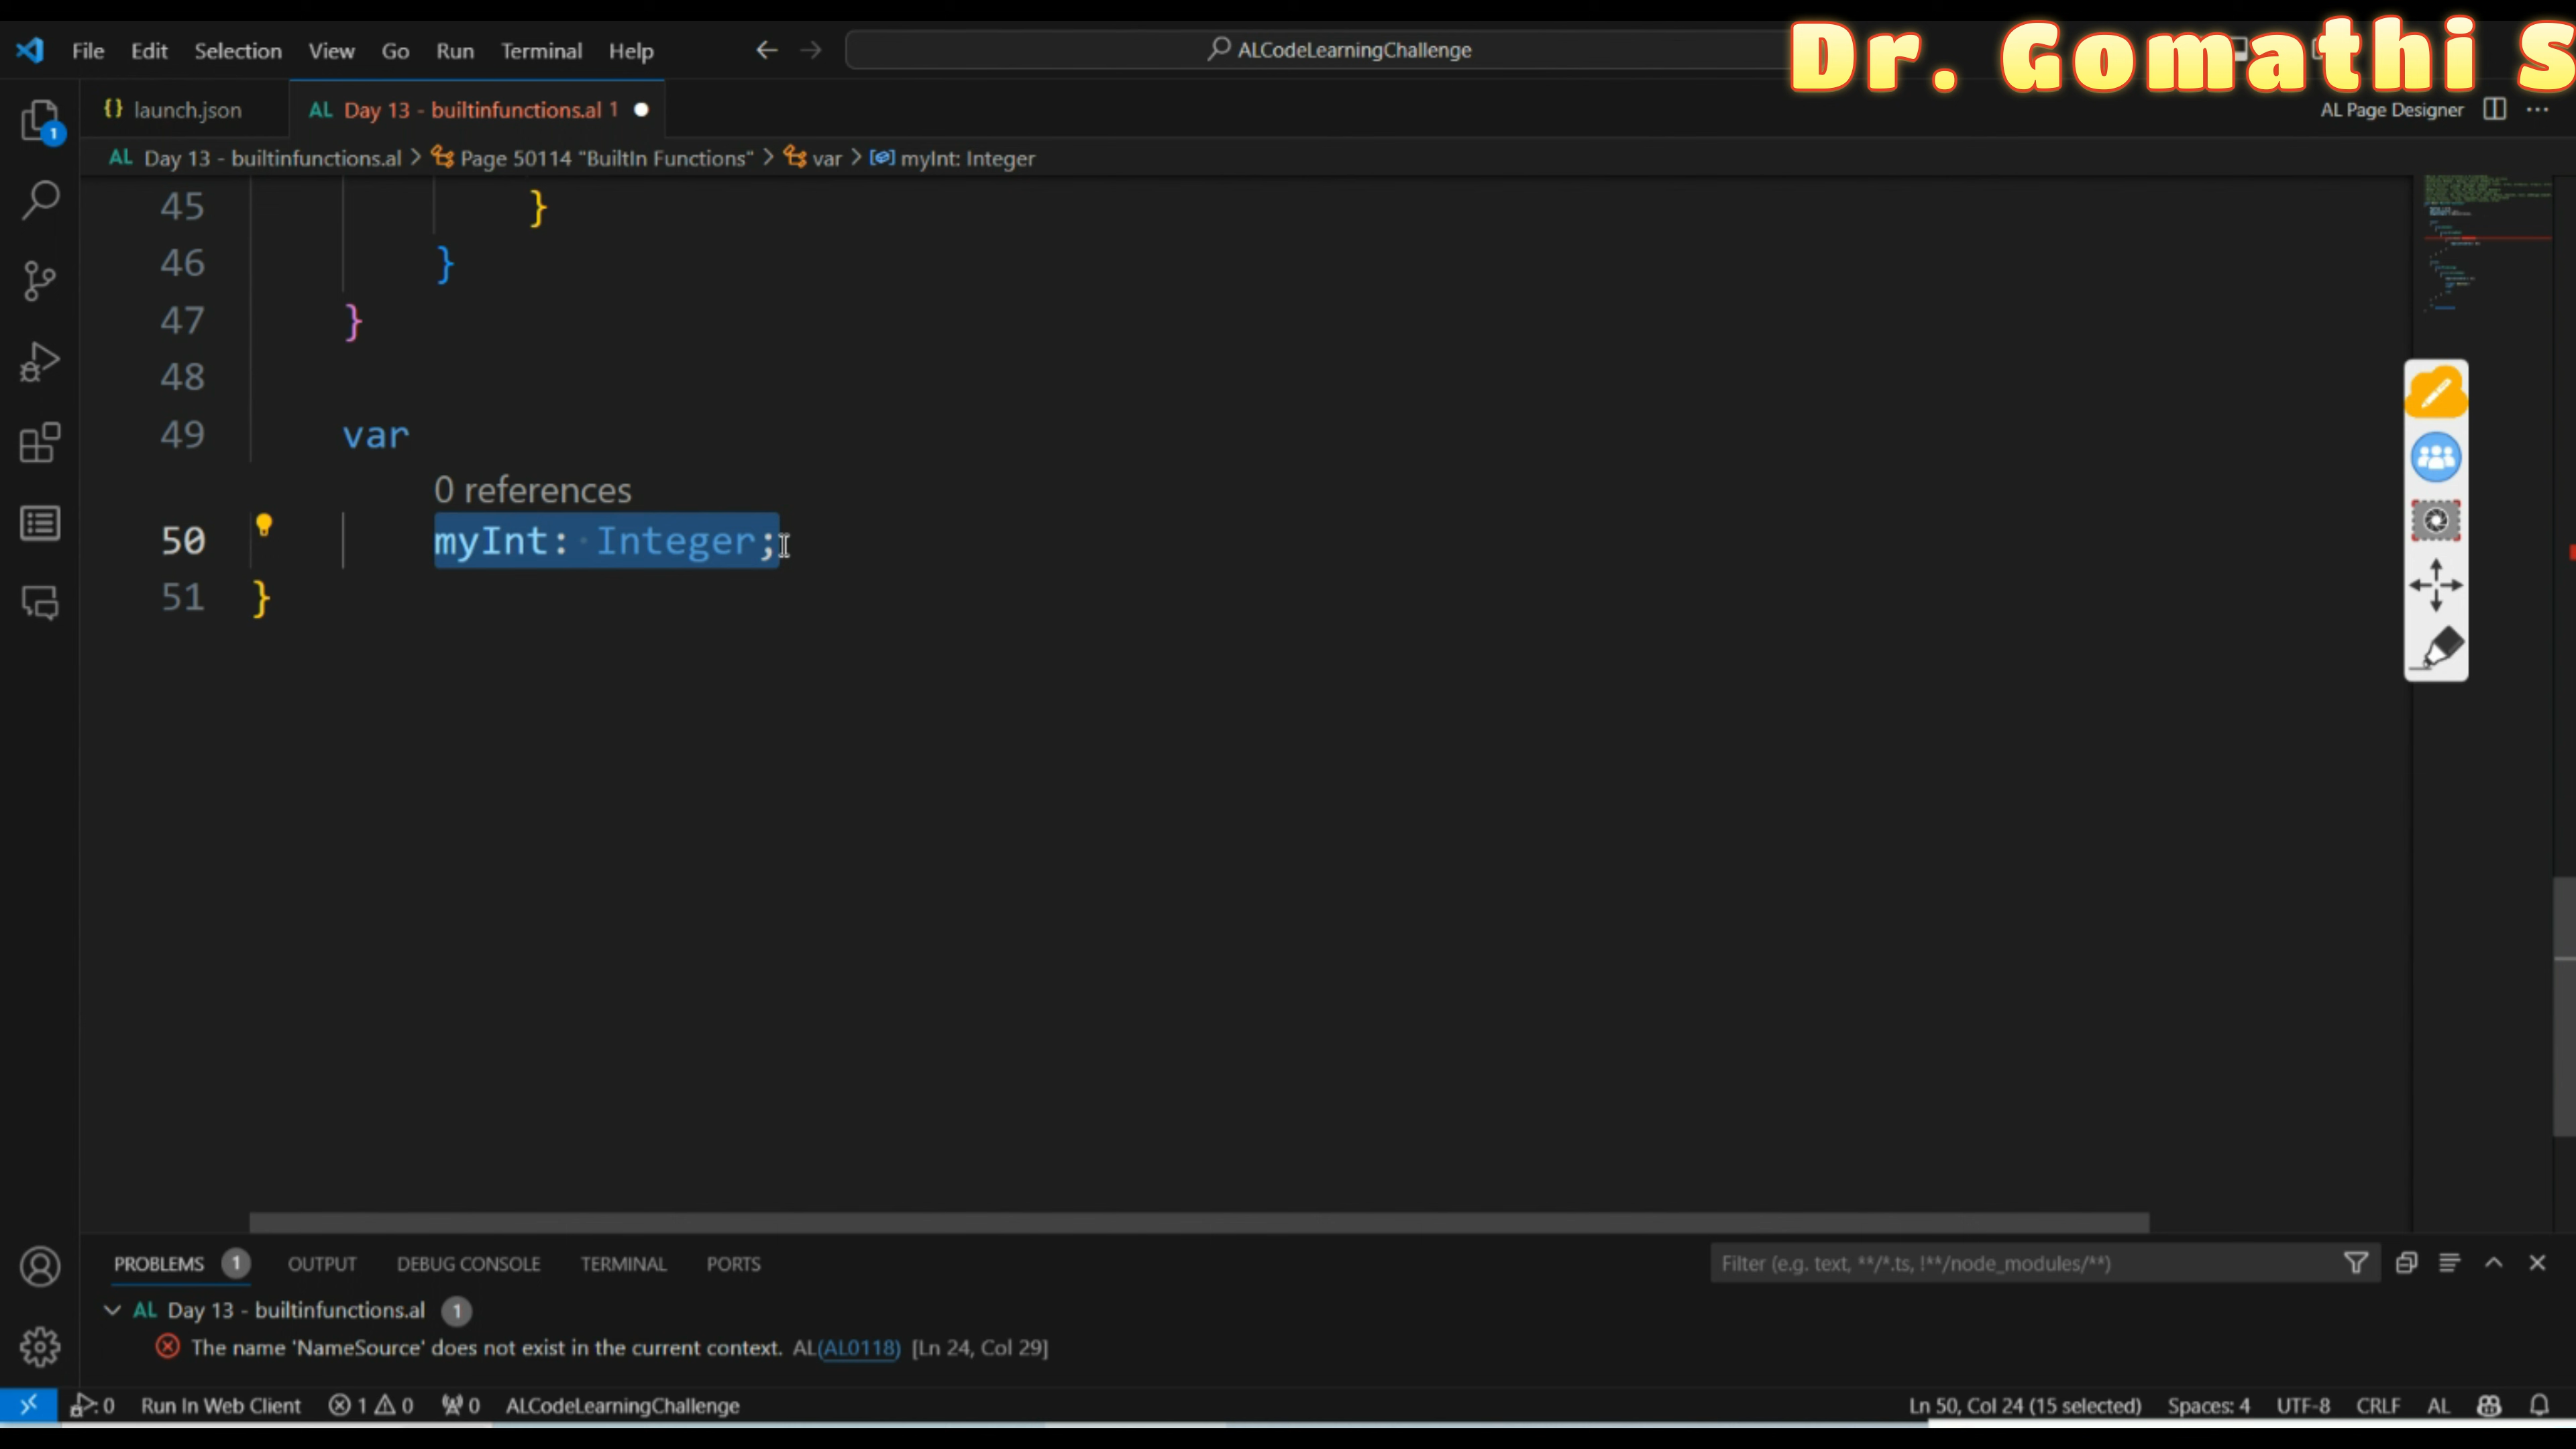 Dr. Gomathi S
File Edit Selection View Go Run Terminal Help
ALCodeLearningChallenge
{} launch.json
AL Day 13 - builtinfunctions.al 1
AL Page Designer
AL Day 13 - builtinfunctions.al > Page 50114 "BuiltIn Functions" > var > myInt: Integer
45 }
46 }
47 }
48
49 var
0 references
50 myInt: Integer;
51 }
PROBLEMS 1 OUTPUT DEBUG CONSOLE TERMINAL PORTS
Filter (e.g. text, **/*.ts, !**/node_modules/**)
AL Day 13 - builtinfunctions.al 1
The name 'NameSource' does not exist in the current context. AL(AL0118) [Ln 24, Col 29]
: 0 Run In Web Client 1 0 0 ALCodeLearningChallenge
Ln 50, Col 24 (15 selected) Spaces: 4 UTF-8 CRLF AL